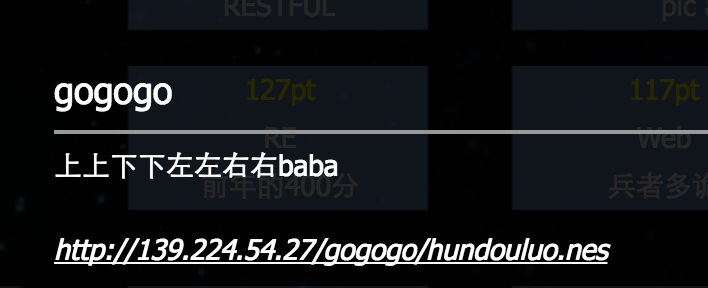 RESTFUL
pic a
gogogo
127pt
117pt
RE
Web
上上下下左左右右baba
前年的400分
兵者多诡
http://139.224.54.27/gogogo/hundouluo.nes